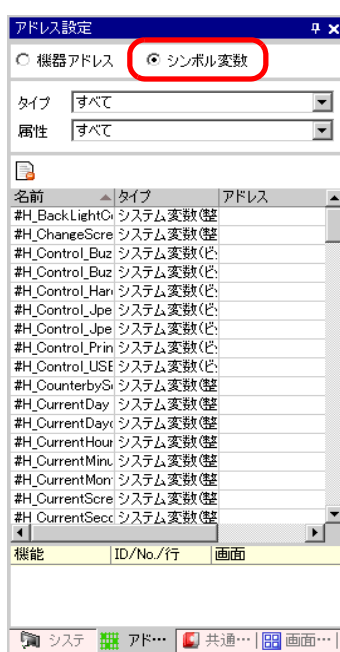 アドレス設定
機器アドレス シンボル変数
タイプ すべて
属性 すべて
名前 タイプ アドレス
#H_BackLightC システム変数(整
#H_ChangeScre システム変数(整
#H_Control_Buz システム変数(ビ
#H_Control_Buz システム変数(ビ
#H_Control_Har システム変数(ビ
#H_Control_Jpe システム変数(ビ
#H_Control_Jpe システム変数(ビ
#H_Control_Prin システム変数(ビ
#H_Control_USE システム変数(ビ
#H_CounterbyS システム変数(整
#H_CurrentDay システム変数(整
#H_CurrentDay システム変数(整
#H_CurrentHour システム変数(整
#H_CurrentMinu システム変数(整
#H_CurrentMon システム変数(整
#H_CurrentScre システム変数(整
#H_CurrentSecc システム変数(整
機能 ID/No./行 画面
システ アド… 共通… 画面…